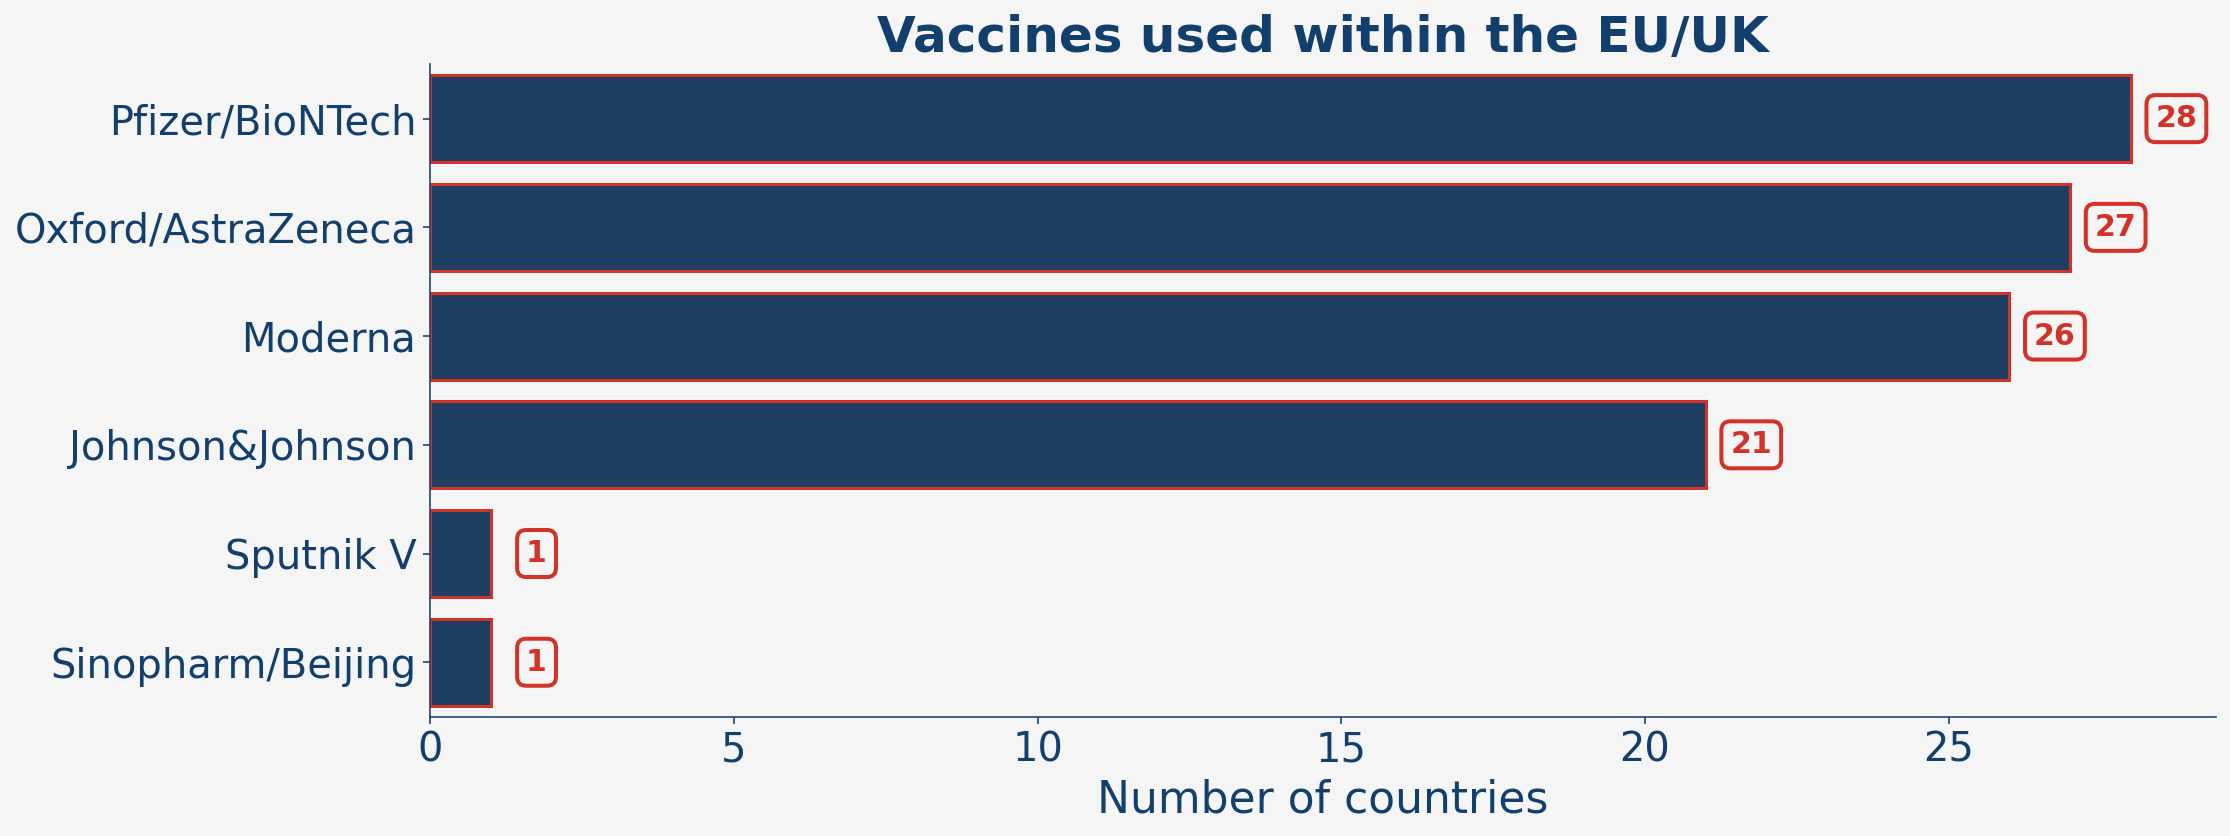 Vaccines used within the EU/UK
Pfizer/BioNTech
28
Oxford/AstraZeneca
27
Moderna
26
Johnson&Johnson
21
Sputnik V
1
Sinopharm/Beijing
1
0 5 10 15 20 25
Number of countries